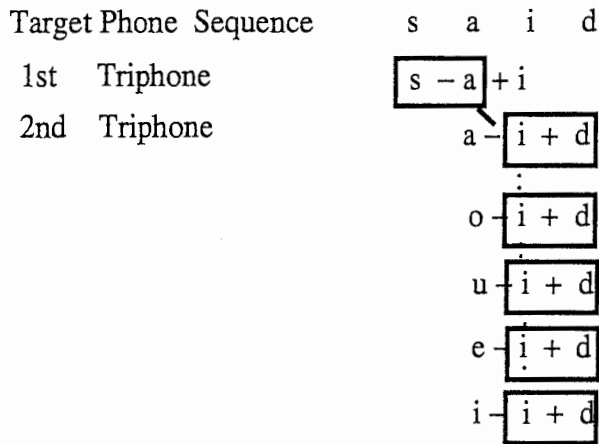 Target Phone Sequence s a i d
1st Triphone s - a + i
2nd Triphone a - i + d
o - i + d
u - i + d
e - i + d
i - i + d